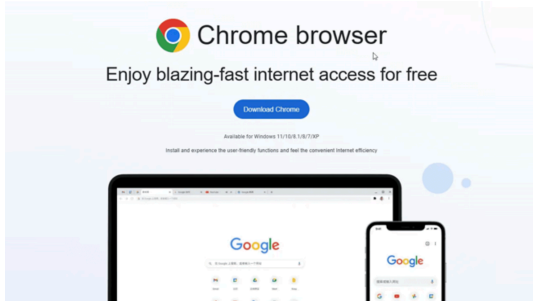 Chrome browser
Enjoy blazing-fast internet access for free
Download Chrome
Available for Windows 11/10/8.1/8/7/XP
Install and experience the user-friendly functions and feel the convenient Internet efficiency
Google
Google